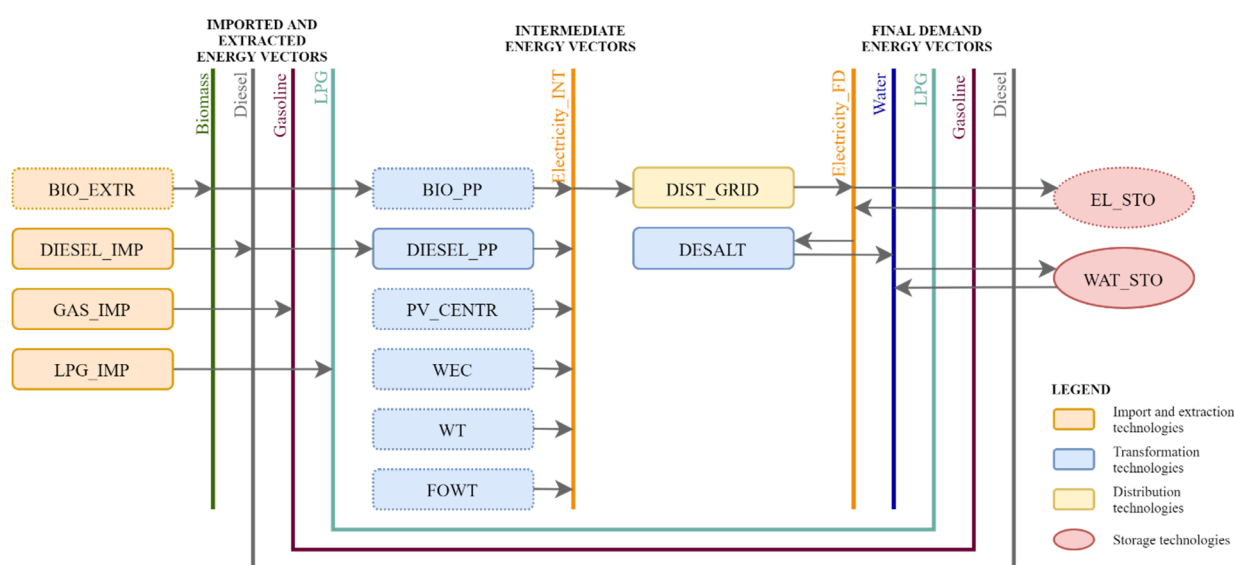 IMPORTED AND
EXTRACTED
ENERGY VECTORS
INTERMEDIATE
ENERGY VECTORS
FINAL DEMAND
ENERGY VECTORS
Biomass
Diesel
Gasoline
LPG
Electricity_INT
Electricity_FD
Water
LPG
Gasoline
Diesel
BIO_EXTR
BIO_PP
DIST_GRID
EL_STO
DIESEL_IMP
DIESEL_PP
DESALT
WAT_STO
GAS_IMP
PV_CENTR
LPG_IMP
WEC
WT
FOWT
LEGEND
Import and extraction
technologies
Transformation
technologies
Distribution
technologies
Storage technologies